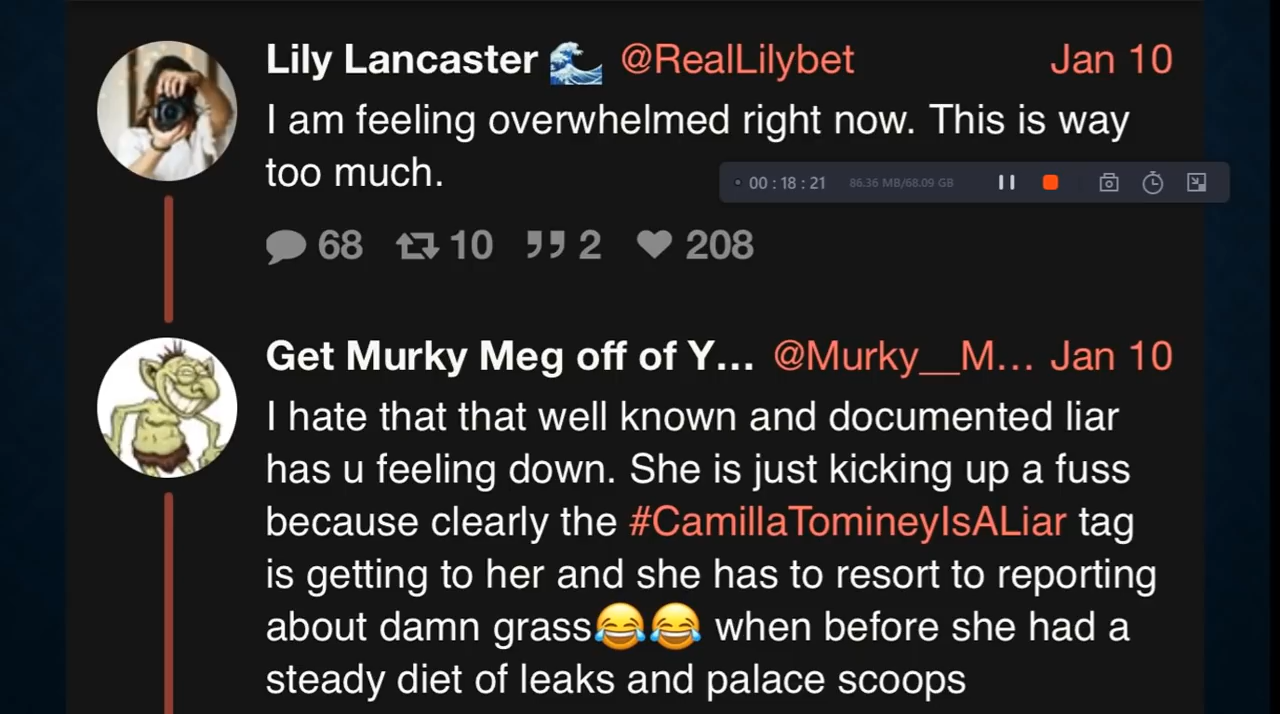 Lily Lancaster 🌊 @RealLilybet Jan 10
I am feeling overwhelmed right now. This is way
too much.
00 : 18 : 21 86.36 MB/68.09 GB
68 10 2 208
Get Murky Meg off of Y... @Murky__M... Jan 10
I hate that that well known and documented liar
has u feeling down. She is just kicking up a fuss
because clearly the #CamillaTomineyIsALiar tag
is getting to her and she has to resort to reporting
about damn grass😂😂 when before she had a
steady diet of leaks and palace scoops